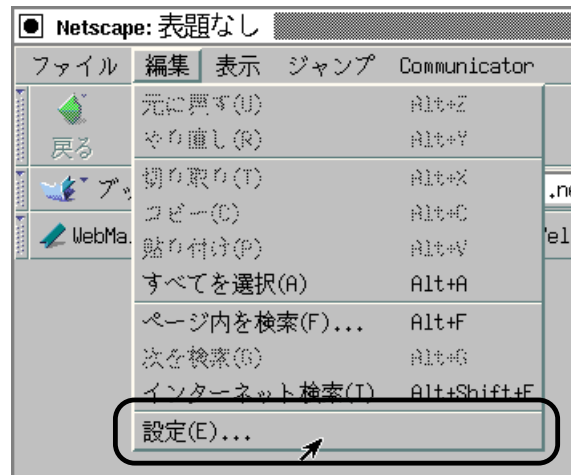 Netscape: 表題なし
ファイル 編集 表示 ジャンプ Communicator
元に戻す(U) Alt+Z
戻る
やり直し(R) Alt+Y
切り取り(T) Alt+X
ブッ
コピー(C) Alt+C
WebMa
貼り付け(P) Alt+V
すべてを選択(A) Alt+A
ページ内を検索(F)... Alt+F
次を検索(G) Alt+G
インターネット検索(I) Alt+Shift+F
設定(E)...